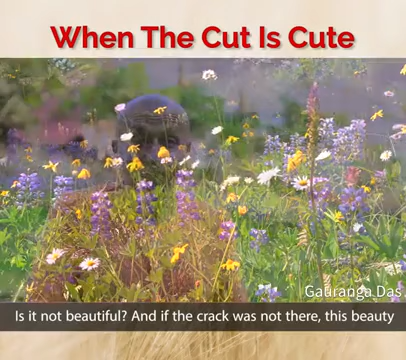 When The Cut Is Cute
Gauranga Das
Is it not beautiful? And if the crack was not there, this beauty